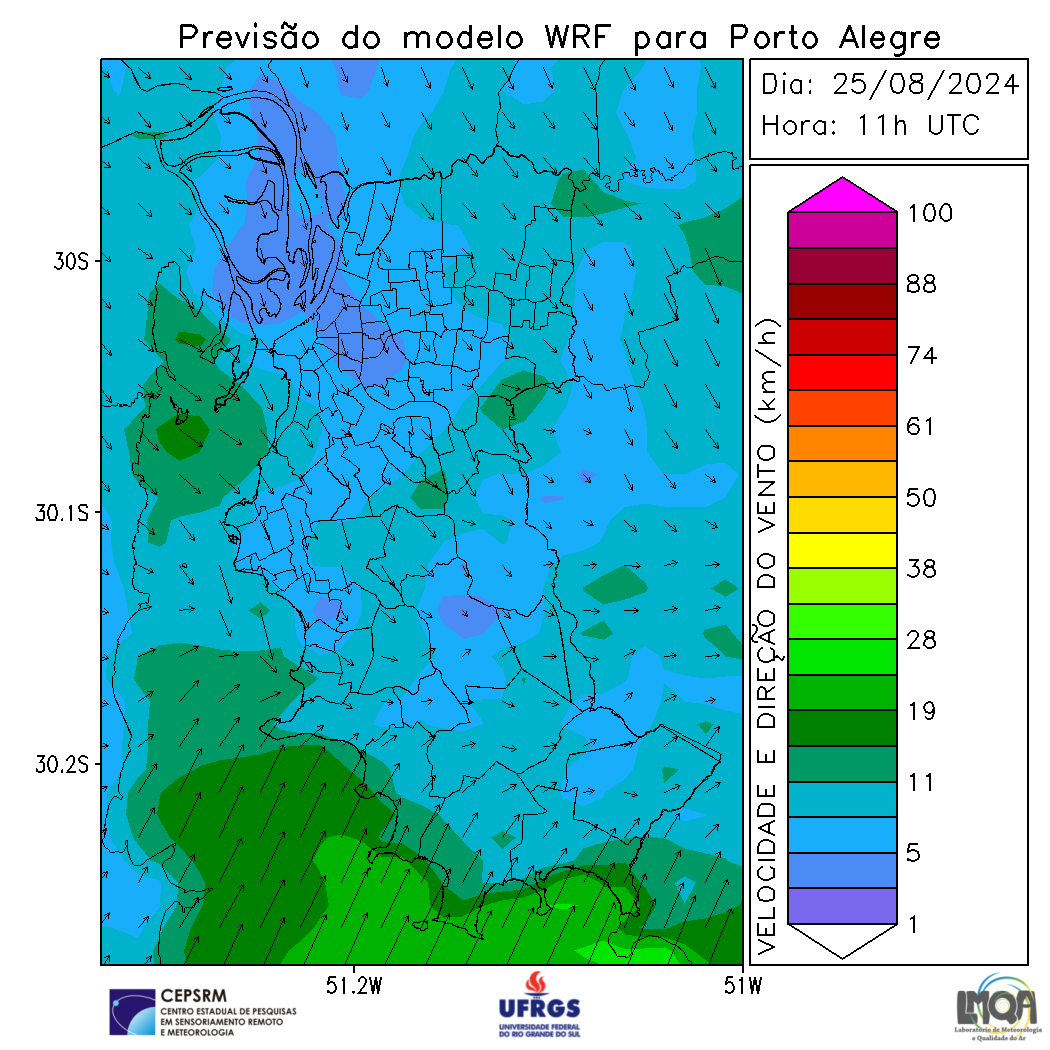 Previsão do modelo WRF para Porto Alegre
Dia: 25/08/2024
Hora: 11h UTC
30S
30.1S
30.2S
51.2W
51W
VELOCIDADE E DIREÇÃO DO VENTO (km/h)
100
88
74
61
50
38
28
19
11
5
1
CEPSRM
CENTRO ESTADUAL DE PESQUISAS
EM SENSORIAMENTO REMOTO
E METEOROLOGIA
UFRGS
UNIVERSIDADE FEDERAL
DO RIO GRANDE DO SUL
LMQA
Laboratório de Meteorologia
e Qualidade do Ar